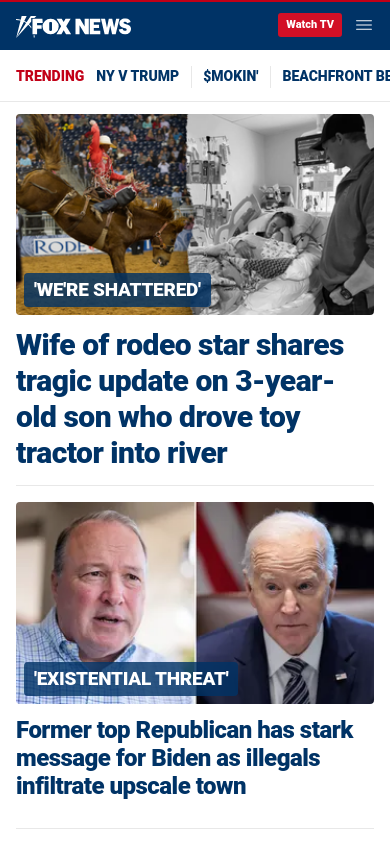 FOX NEWS
Watch TV
TRENDING NY V TRUMP $MOKIN' BEACHFRONT BE
RODE
'WE'RE SHATTERED'
Wife of rodeo star shares
tragic update on 3-year-
old son who drove toy
tractor into river
'EXISTENTIAL THREAT'
Former top Republican has stark
message for Biden as illegals
infiltrate upscale town